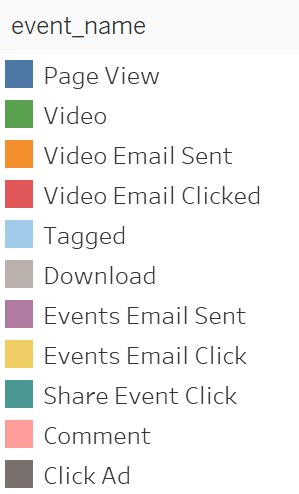 event_name
Page View
Video
Video Email Sent
Video Email Clicked
Tagged
Download
Events Email Sent
Events Email Click
Share Event Click
Comment
Click Ad